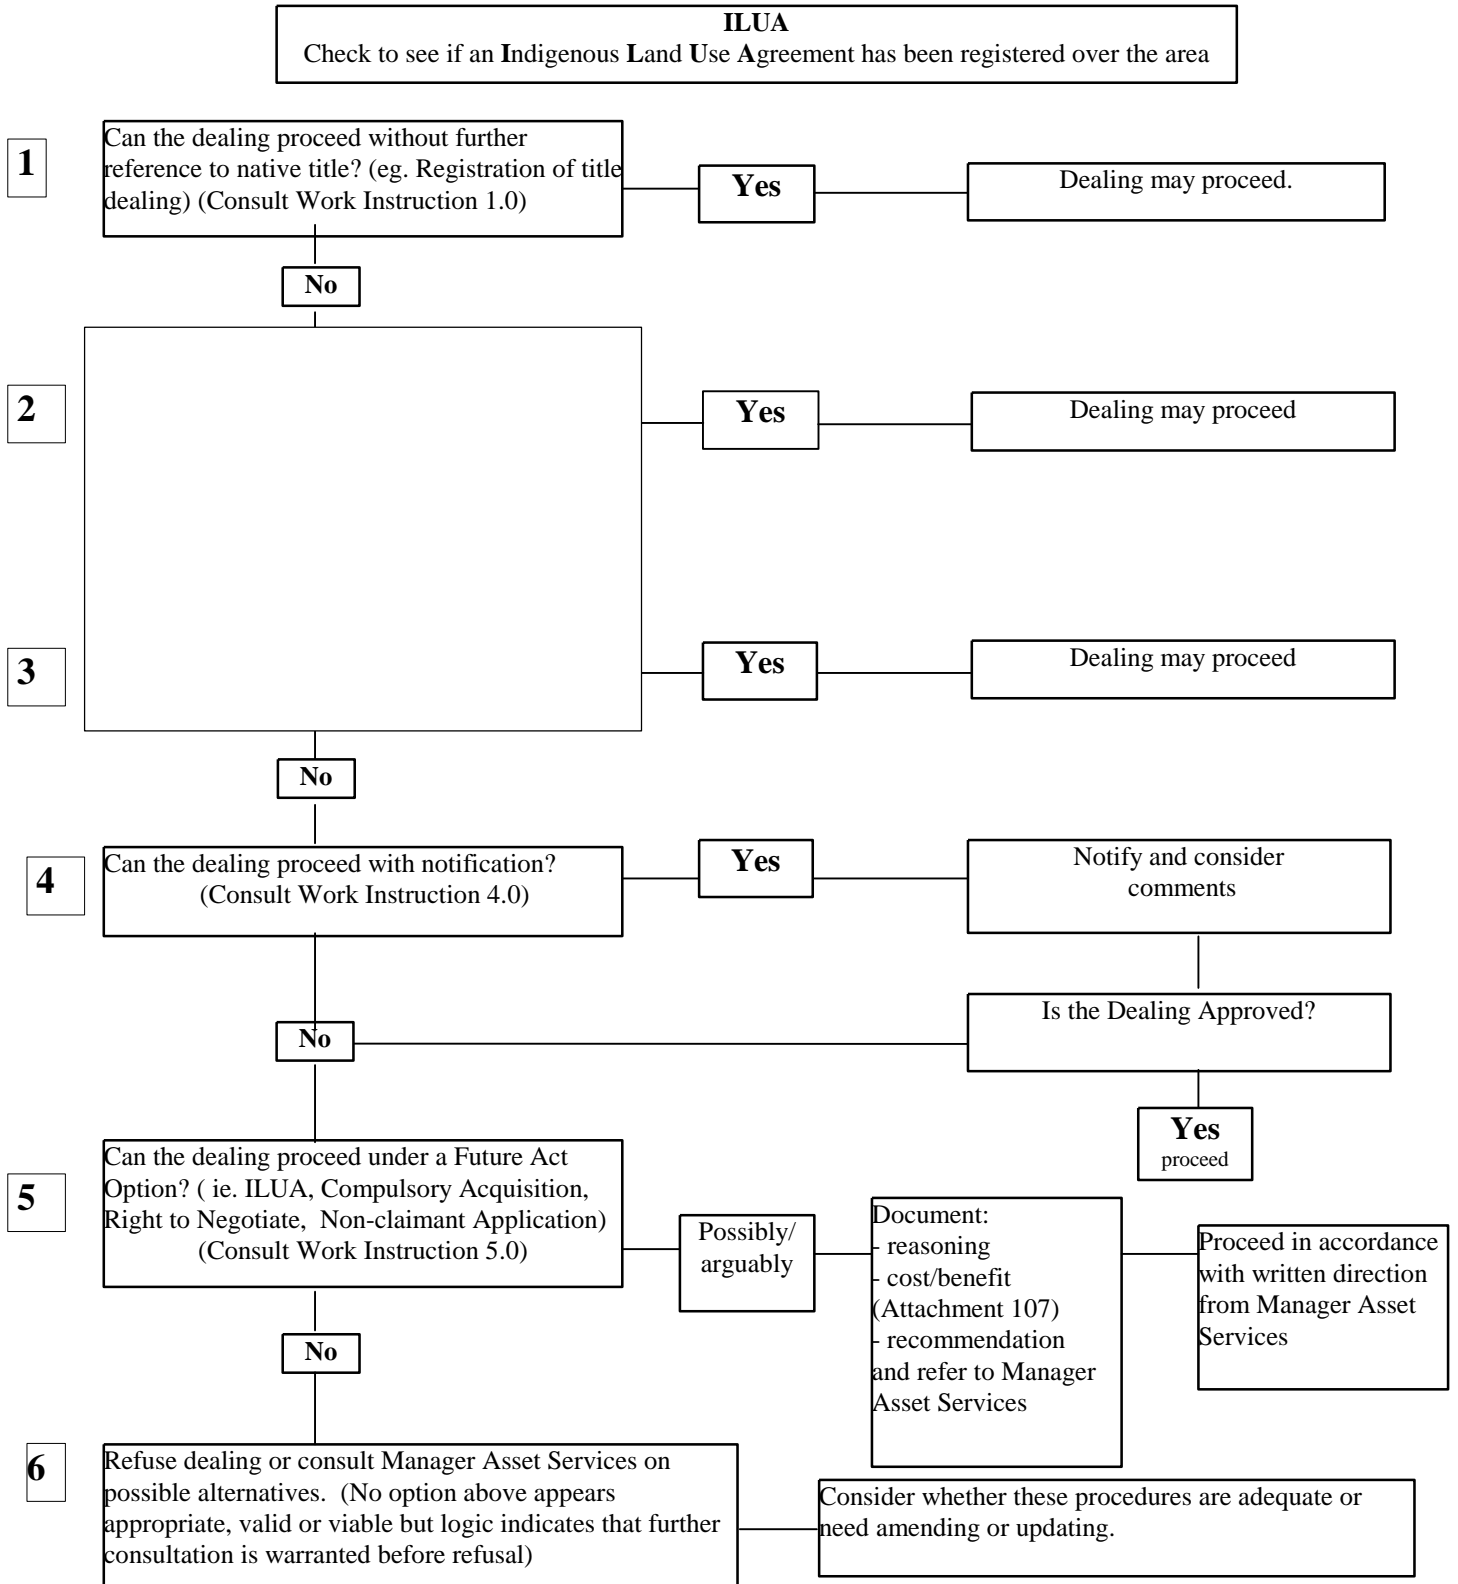 ILUA
Check to see if an Indigenous Land Use Agreement has been registered over the area
1
Can the dealing proceed without further
reference to native title? (eg. Registration of title
dealing) (Consult Work Instruction 1.0)
Yes
Dealing may proceed.
No
2
Yes
Dealing may proceed
3
Yes
Dealing may proceed
No
4
Can the dealing proceed with notification?
(Consult Work Instruction 4.0)
Yes
Notify and consider
comments
Is the Dealing Approved?
No
Yes
proceed
5
Can the dealing proceed under a Future Act
Option? ( ie. ILUA, Compulsory Acquisition,
Right to Negotiate, Non-claimant Application)
(Consult Work Instruction 5.0)
Possibly/
arguably
Document:
- reasoning
- cost/benefit
(Attachment 107)
- recommendation
and refer to Manager
Asset Services
Proceed in accordance
with written direction
from Manager Asset
Services
No
6
Refuse dealing or consult Manager Asset Services on
possible alternatives. (No option above appears
appropriate, valid or viable but logic indicates that further
consultation is warranted before refusal)
Consider whether these procedures are adequate or
need amending or updating.